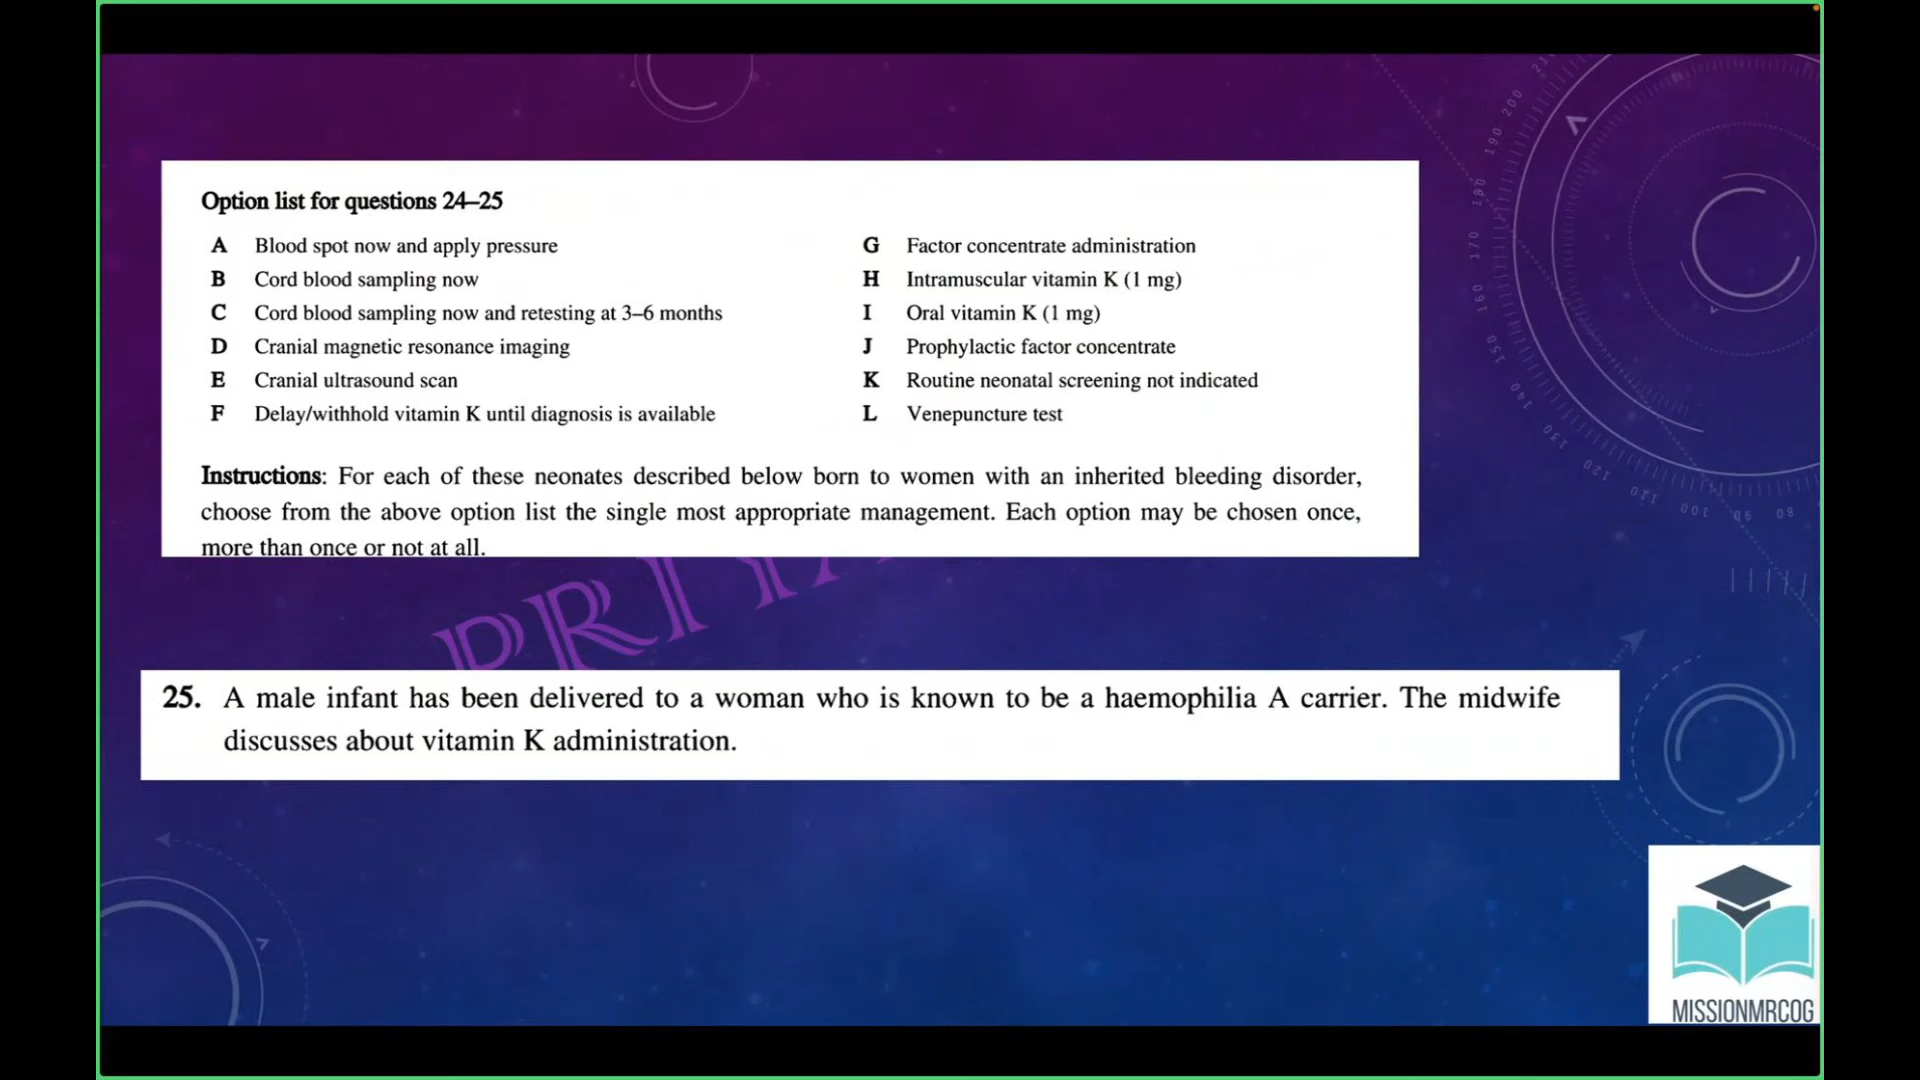 Option list for questions 24–25
A Blood spot now and apply pressure
B Cord blood sampling now
C Cord blood sampling now and retesting at 3–6 months
D Cranial magnetic resonance imaging
E Cranial ultrasound scan
F Delay/withhold vitamin K until diagnosis is available
G Factor concentrate administration
H Intramuscular vitamin K (1 mg)
I Oral vitamin K (1 mg)
J Prophylactic factor concentrate
K Routine neonatal screening not indicated
L Venepuncture test
Instructions: For each of these neonates described below born to women with an inherited bleeding disorder,
choose from the above option list the single most appropriate management. Each option may be chosen once,
more than once or not at all.
25. A male infant has been delivered to a woman who is known to be a haemophilia A carrier. The midwife
discusses about vitamin K administration.
MISSIONMRCOG